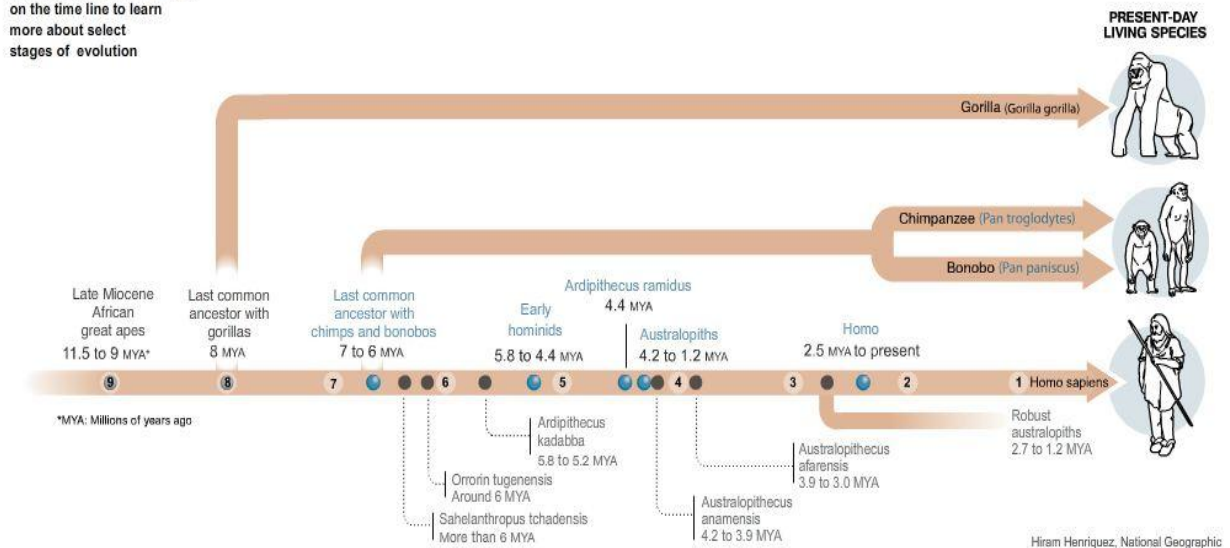 on the time line to learn
more about select
stages of evolution
PRESENT-DAY
LIVING SPECIES
Gorilla (Gorilla gorilla)
Chimpanzee (Pan troglodytes)
Bonobo (Pan paniscus)
Late Miocene
African
great apes
11.5 to 9 MYA*
Last common
ancestor with
gorillas
8 MYA
Last common
ancestor with
chimps and bonobos
7 to 6 MYA
Early
hominids
5.8 to 4.4 MYA
Ardipithecus ramidus
4.4 MYA
Australopiths
4.2 to 1.2 MYA
Homo
2.5 MYA to present
9 8 7 6 5 4 3 2 1 Homo sapiens
*MYA: Millions of years ago
Ardipithecus
kadabba
5.8 to 5.2 MYA
Orrorin tugenensis
Around 6 MYA
Sahelanthropus tchadensis
More than 6 MYA
Australopithecus
afarensis
3.9 to 3.0 MYA
Australopithecus
anamensis
4.2 to 3.9 MYA
Robust
australopiths
2.7 to 1.2 MYA
Hiram Henriquez, National Geographic